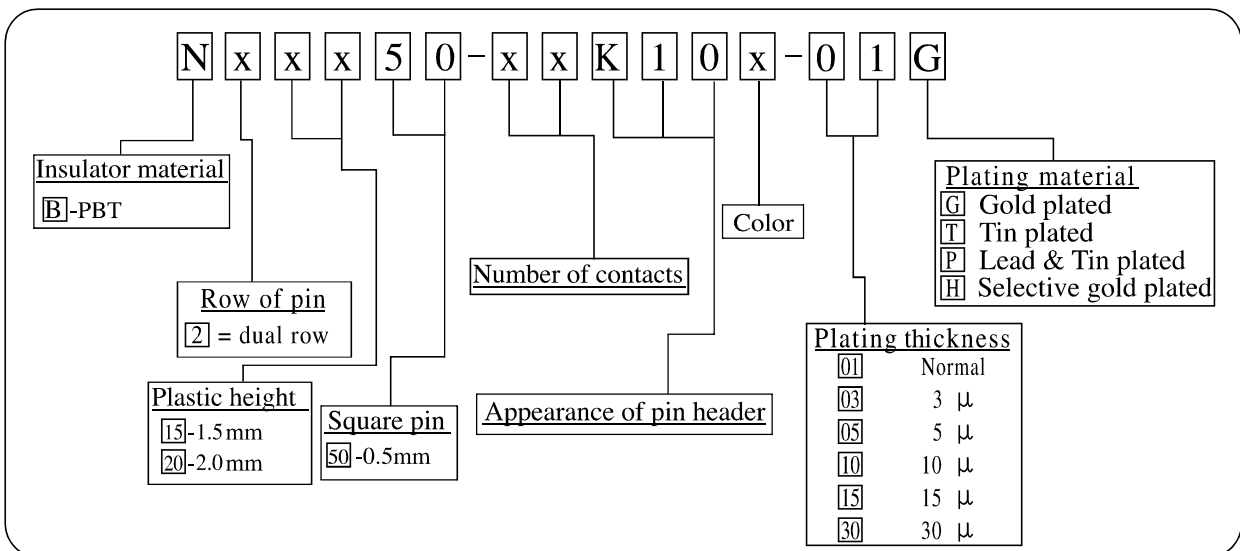 N x x x 5 0 - x x K 1 0 x - 0 1 G
Insulator material
B -PBT
Row of pin
2 = dual row
Plastic height
15 -1.5mm
20 -2.0mm
Square pin
50 -0.5mm
Number of contacts
Appearance of pin header
Color
Plating thickness
01 Normal
03 3 μ
05 5 μ
10 10 μ
15 15 μ
30 30 μ
Plating material
G Gold plated
T Tin plated
P Lead & Tin plated
H Selective gold plated